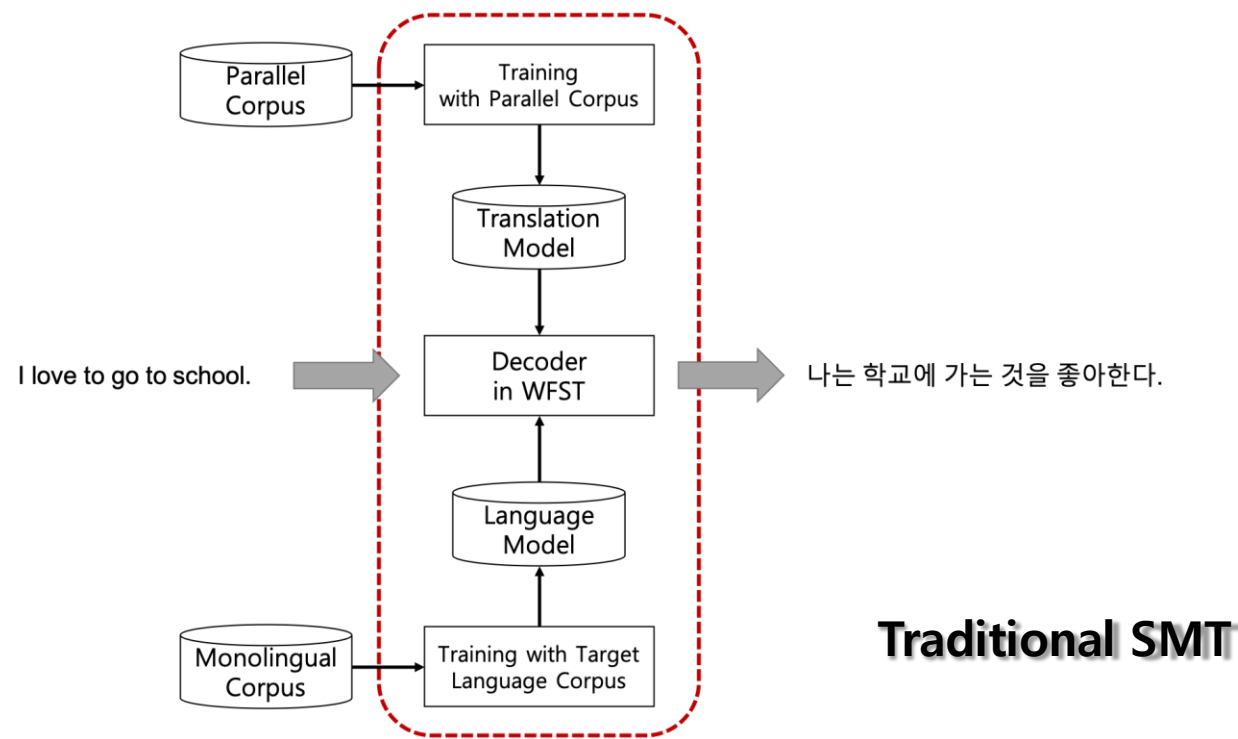 Parallel
Corpus
Training
with Parallel Corpus
Translation
Model
I love to go to school.
Decoder
in WFST
나는 학교에 가는 것을 좋아한다.
Language
Model
Monolingual
Corpus
Training with Target
Language Corpus
Traditional SMT